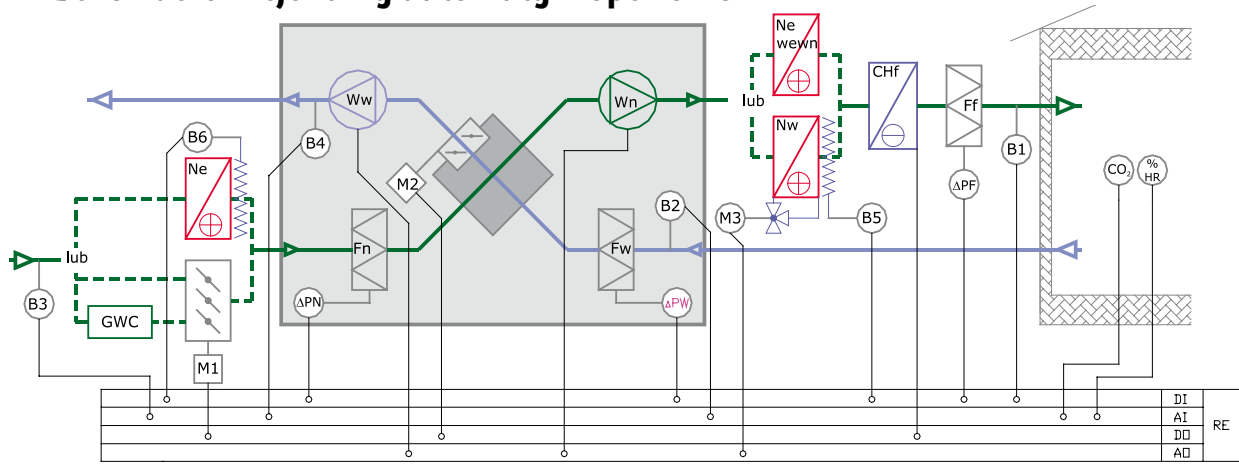 Ne
wewn
Ww
Wn
CHf
Ff
lub
B6
B4
B1
Ne
Nw
CO2
%
HR
M2
ΔPF
B2
M3
B5
Fn
Fw
lub
B3
ΔPN
ΔPW
GWC
M1
DI
AI
RE
DO
AO